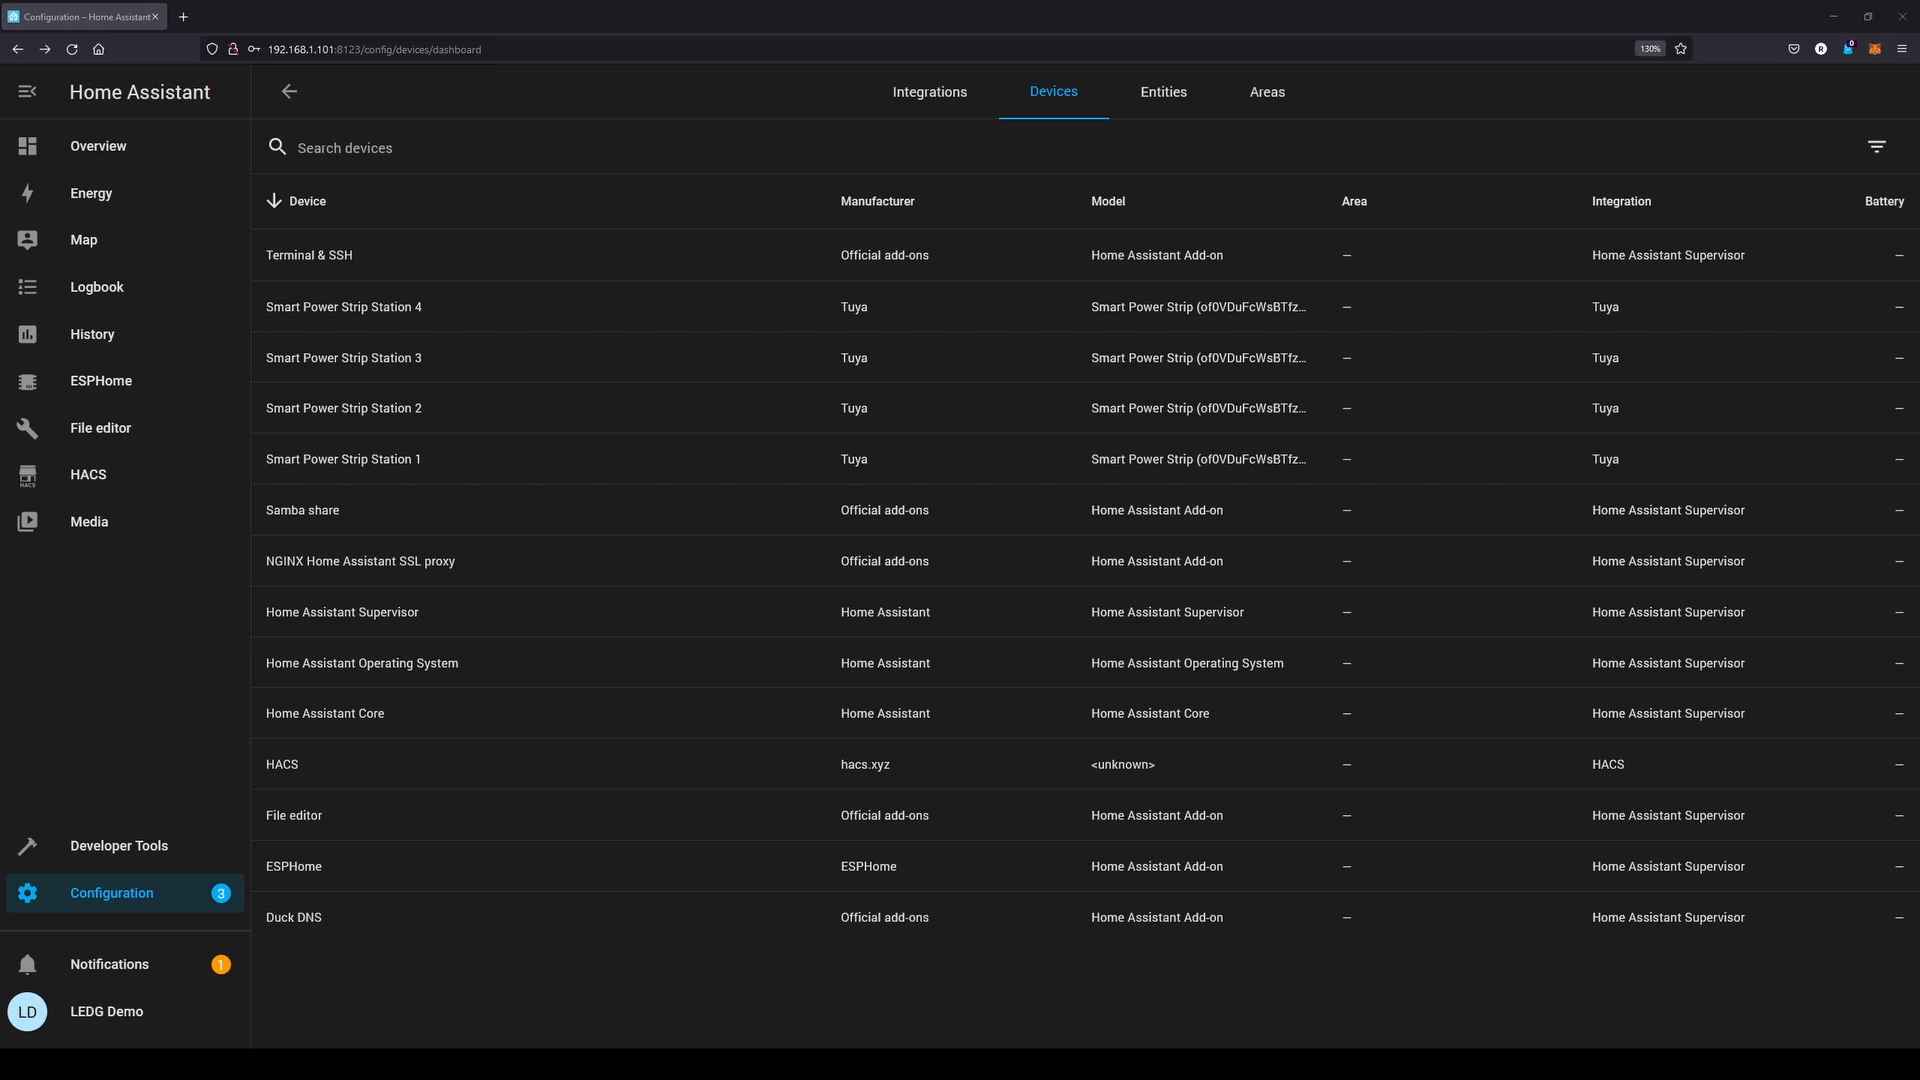 Configuration – Home Assistant
192.168.1.101:8123/config/devices/dashboard
130%
R
0
Home Assistant
Integrations
Devices
Entities
Areas
Overview
Search devices
Energy
Device
Manufacturer
Model
Area
Integration
Battery
Map
Terminal & SSH
Official add-ons
Home Assistant Add-on
–
Home Assistant Supervisor
–
Logbook
Smart Power Strip Station 4
Tuya
Smart Power Strip (of0VDuFcWsBTfz...
–
Tuya
–
History
Smart Power Strip Station 3
Tuya
Smart Power Strip (of0VDuFcWsBTfz...
–
Tuya
–
ESPHome
Smart Power Strip Station 2
Tuya
Smart Power Strip (of0VDuFcWsBTfz...
–
Tuya
–
File editor
Smart Power Strip Station 1
Tuya
Smart Power Strip (of0VDuFcWsBTfz...
–
Tuya
–
HACS
HACS
Samba share
Official add-ons
Home Assistant Add-on
–
Home Assistant Supervisor
–
Media
NGINX Home Assistant SSL proxy
Official add-ons
Home Assistant Add-on
–
Home Assistant Supervisor
–
Home Assistant Supervisor
Home Assistant
Home Assistant Supervisor
–
Home Assistant Supervisor
–
Home Assistant Operating System
Home Assistant
Home Assistant Operating System
–
Home Assistant Supervisor
–
Home Assistant Core
Home Assistant
Home Assistant Core
–
Home Assistant Supervisor
–
HACS
hacs.xyz
<unknown>
–
HACS
–
File editor
Official add-ons
Home Assistant Add-on
–
Home Assistant Supervisor
–
Developer Tools
ESPHome
ESPHome
Home Assistant Add-on
–
Home Assistant Supervisor
–
Configuration
3
Duck DNS
Official add-ons
Home Assistant Add-on
–
Home Assistant Supervisor
–
Notifications
1
LD
LEDG Demo